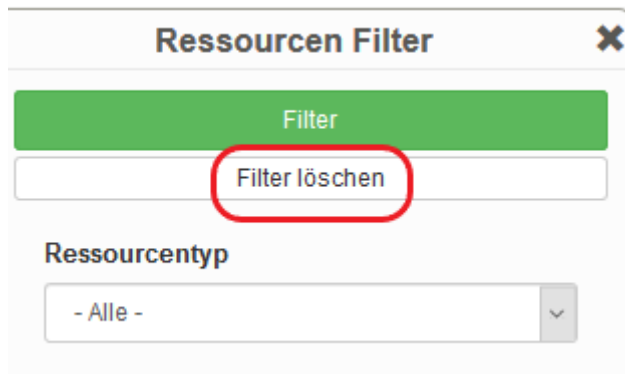 Ressourcen Filter
Filter
Filter löschen
Ressourcentyp
- Alle -